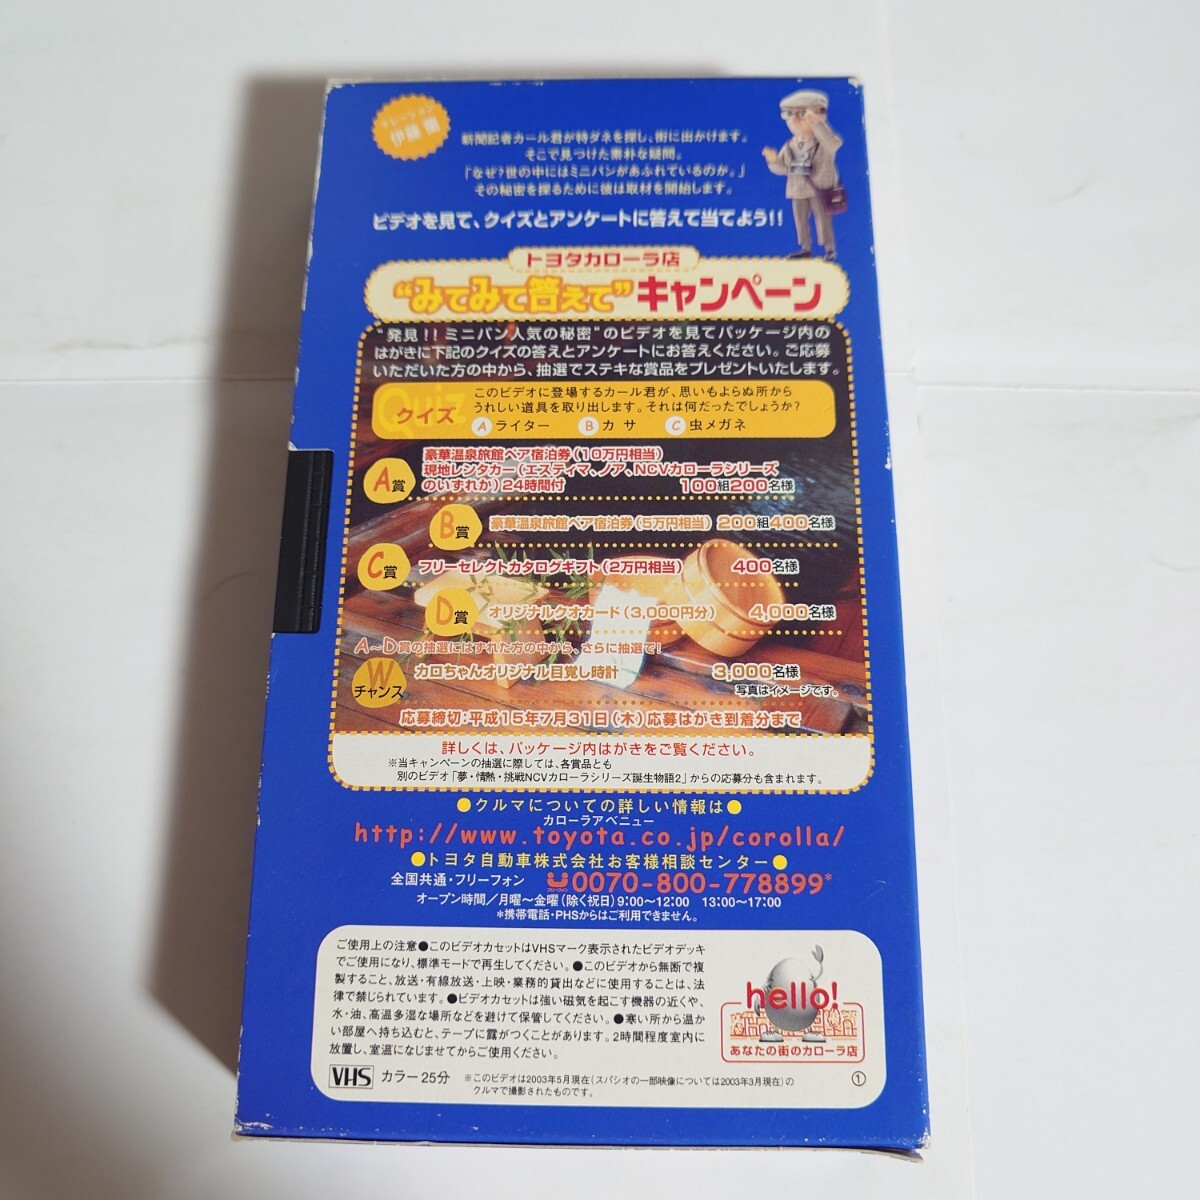 ナレーション
伊藤 蘭
新聞記者カール君が特ダネを探し、街に出かけます。
そこで見つけた素朴な疑問。
「なぜ?世の中にはミニバンがあふれているのか。」
その秘密を探るために彼は取材を開始します。
ビデオを見て、クイズとアンケートに答えて当てよう!!
トヨタカローラ店
“みてみて答えて”キャンペーン
“発見!!ミニバン人気の秘密”のビデオを見てパッケージ内の
はがきに下記のクイズの答えとアンケートにお答えください。ご応募
いただいた方の中から、抽選でステキな賞品をプレゼントいたします。
Quiz
クイズ
このビデオに登場するカール君が、思いもよらぬ所から
うれしい道具を取り出します。それは何だったでしょうか?
A ライター B カサ C 虫メガネ
A賞
豪華温泉旅館ペア宿泊券(10万円相当)
現地レンタカー(エスティマ、ノア、NCVカローラシリーズ
のいずれか)24時間付 100組200名様
B賞 豪華温泉旅館ペア宿泊券(5万円相当) 200組400名様
C賞 フリーセレクトカタログギフト(2万円相当) 400名様
D賞 オリジナルクオカード(3,000円分) 4,000名様
A~D賞の抽選にはずれた方の中から、さらに抽選で!
Wチャンス カロちゃんオリジナル目覚し時計 3,000名様
写真はイメージです。
応募締切:平成15年7月31日(木)応募はがき到着分まで
詳しくは、パッケージ内はがきをご覧ください。
※当キャンペーンの抽選に際しては、各賞品とも
別のビデオ「夢・情熱・挑戦NCVカローラシリーズ誕生物語2」からの応募分も含まれます。
●クルマについての詳しい情報は●
カローラアベニュー
http://www.toyota.co.jp/corolla/
●トヨタ自動車株式会社お客様相談センター●
全国共通・フリーフォン 0070-800-778899*
オープン時間/月曜~金曜(除く祝日)9:00~12:00 13:00~17:00
*携帯電話・PHSからはご利用できません。
ご使用上の注意●このビデオカセットはVHSマーク表示されたビデオデッキ
でご使用になり、標準モードで再生してください。●このビデオから無断で複
製すること、放送・有線放送・上映・業務的貸出などに使用することは、法
律で禁じられています。●ビデオカセットは強い磁気を起こす機器の近くや、
水・油、高温多湿な場所などを避けて保管してください。●寒い所から温か
い部屋へ持ち込むと、テープに露がつくことがあります。2時間程度室内に
放置し、室温になじませてからご使用ください。
hello!
あなたの街のカローラ店
VHS カラー25分
※このビデオは2003年5月現在(スパシオの一部映像については2003年3月現在)の
クルマで撮影されたものです。
①